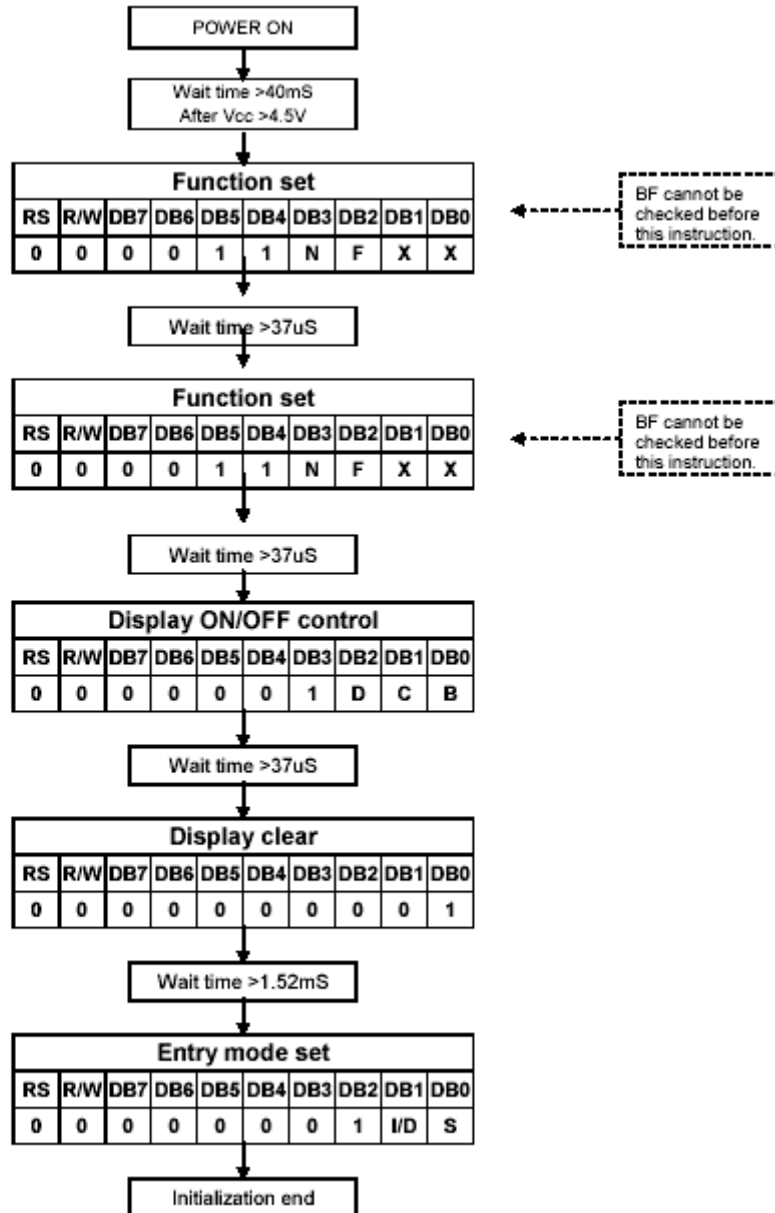 POWER ON
Wait time >40mS
After Vcc >4.5V
Function set
RS R/W DB7 DB6 DB5 DB4 DB3 DB2 DB1 DB0
0 0 0 0 1 1 N F X X
BF cannot be
checked before
this instruction.
Wait time >37uS
Function set
RS R/W DB7 DB6 DB5 DB4 DB3 DB2 DB1 DB0
0 0 0 0 1 1 N F X X
BF cannot be
checked before
this instruction.
Wait time >37uS
Display ON/OFF control
RS R/W DB7 DB6 DB5 DB4 DB3 DB2 DB1 DB0
0 0 0 0 0 0 1 D C B
Wait time >37uS
Display clear
RS R/W DB7 DB6 DB5 DB4 DB3 DB2 DB1 DB0
0 0 0 0 0 0 0 0 0 1
Wait time >1.52mS
Entry mode set
RS R/W DB7 DB6 DB5 DB4 DB3 DB2 DB1 DB0
0 0 0 0 0 0 0 1 I/D S
Initialization end